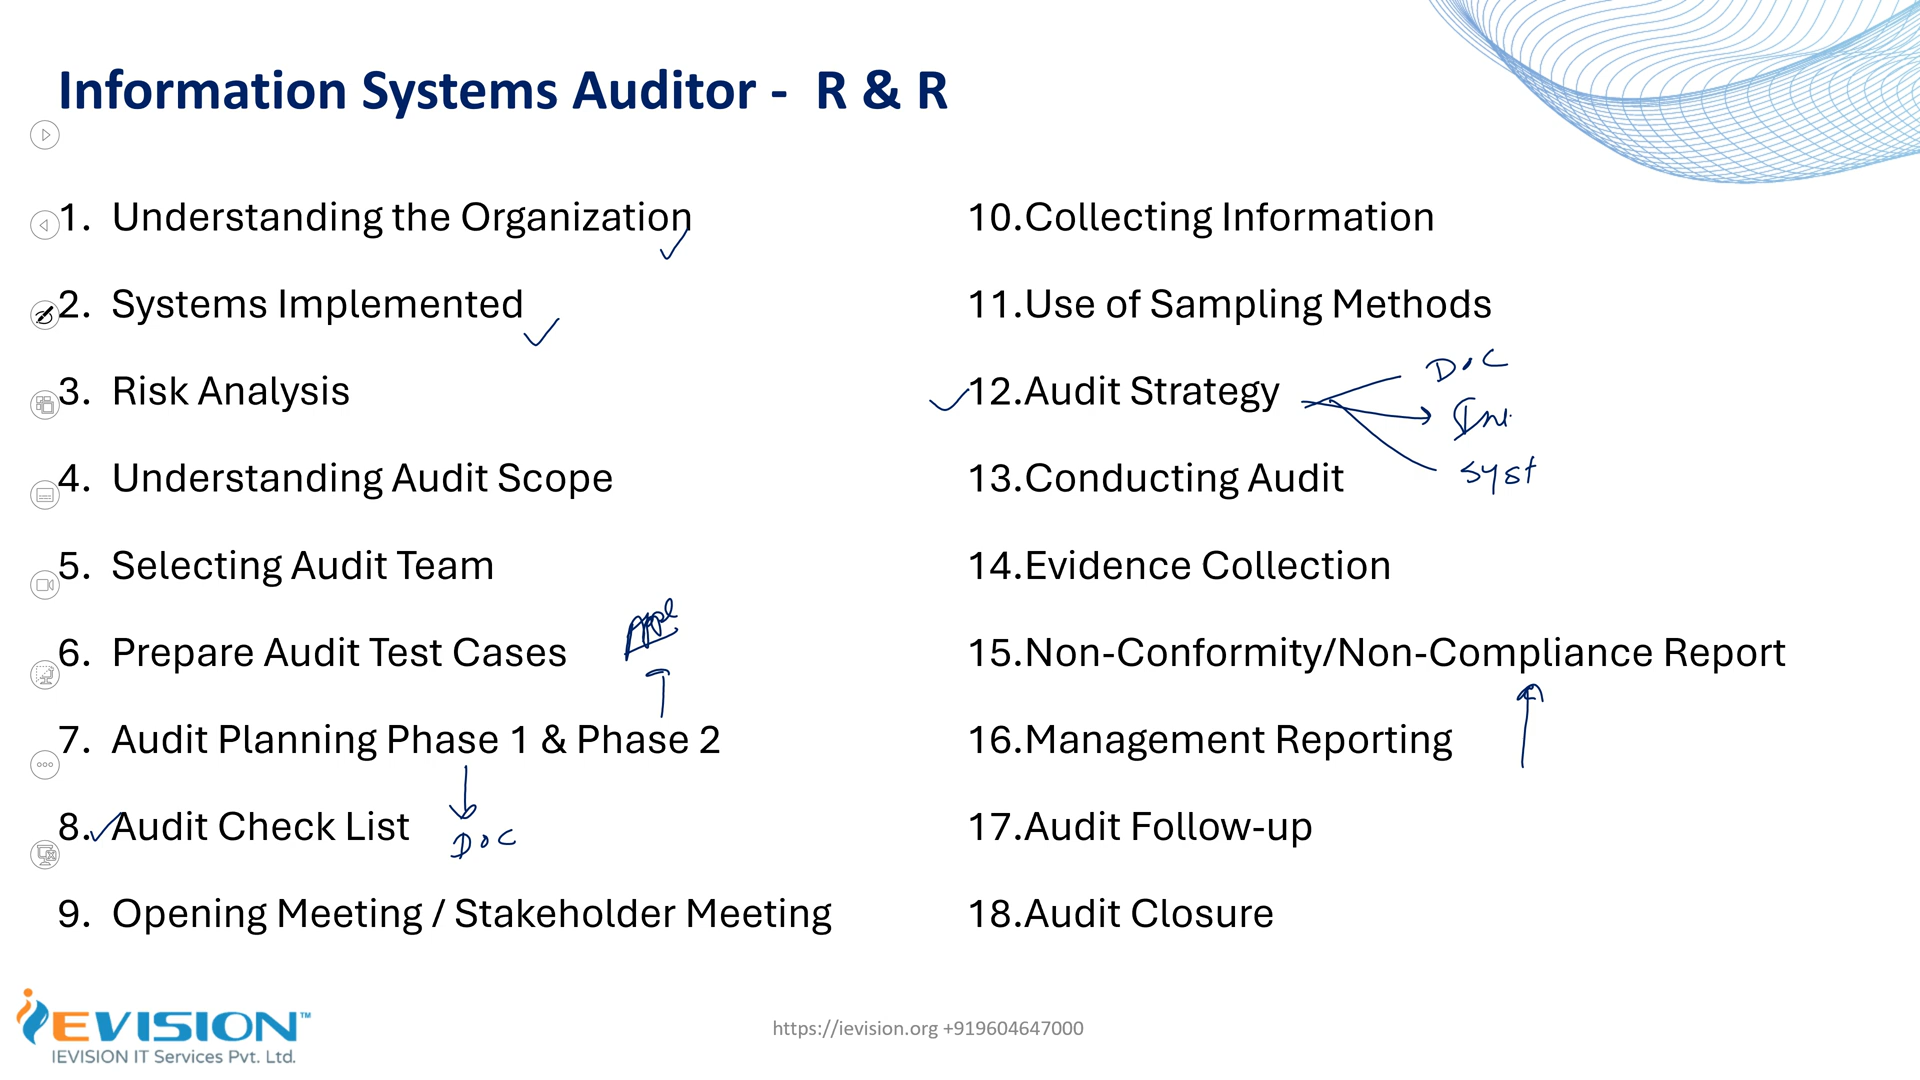 Information Systems Auditor - R & R
1. Understanding the Organization
2. Systems Implemented
3. Risk Analysis
4. Understanding Audit Scope
5. Selecting Audit Team
6. Prepare Audit Test Cases
7. Audit Planning Phase 1 & Phase 2
DOC
8. Audit Check List
9. Opening Meeting / Stakeholder Meeting
10.Collecting Information
11.Use of Sampling Methods
12.Audit Strategy
DOC
Syst
13.Conducting Audit
14.Evidence Collection
15.Non-Conformity/Non-Compliance Report
16.Management Reporting
17.Audit Follow-up
18.Audit Closure
iEVISION™
IEVISION IT Services Pvt. Ltd.
https://ievision.org +919604647000